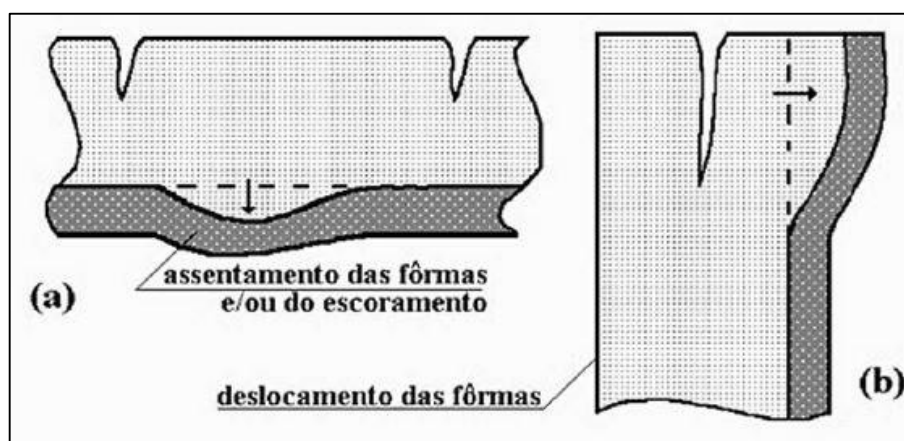 assentamento das fôrmas
e/ou do escoramento
(a)
deslocamento das fôrmas
(b)